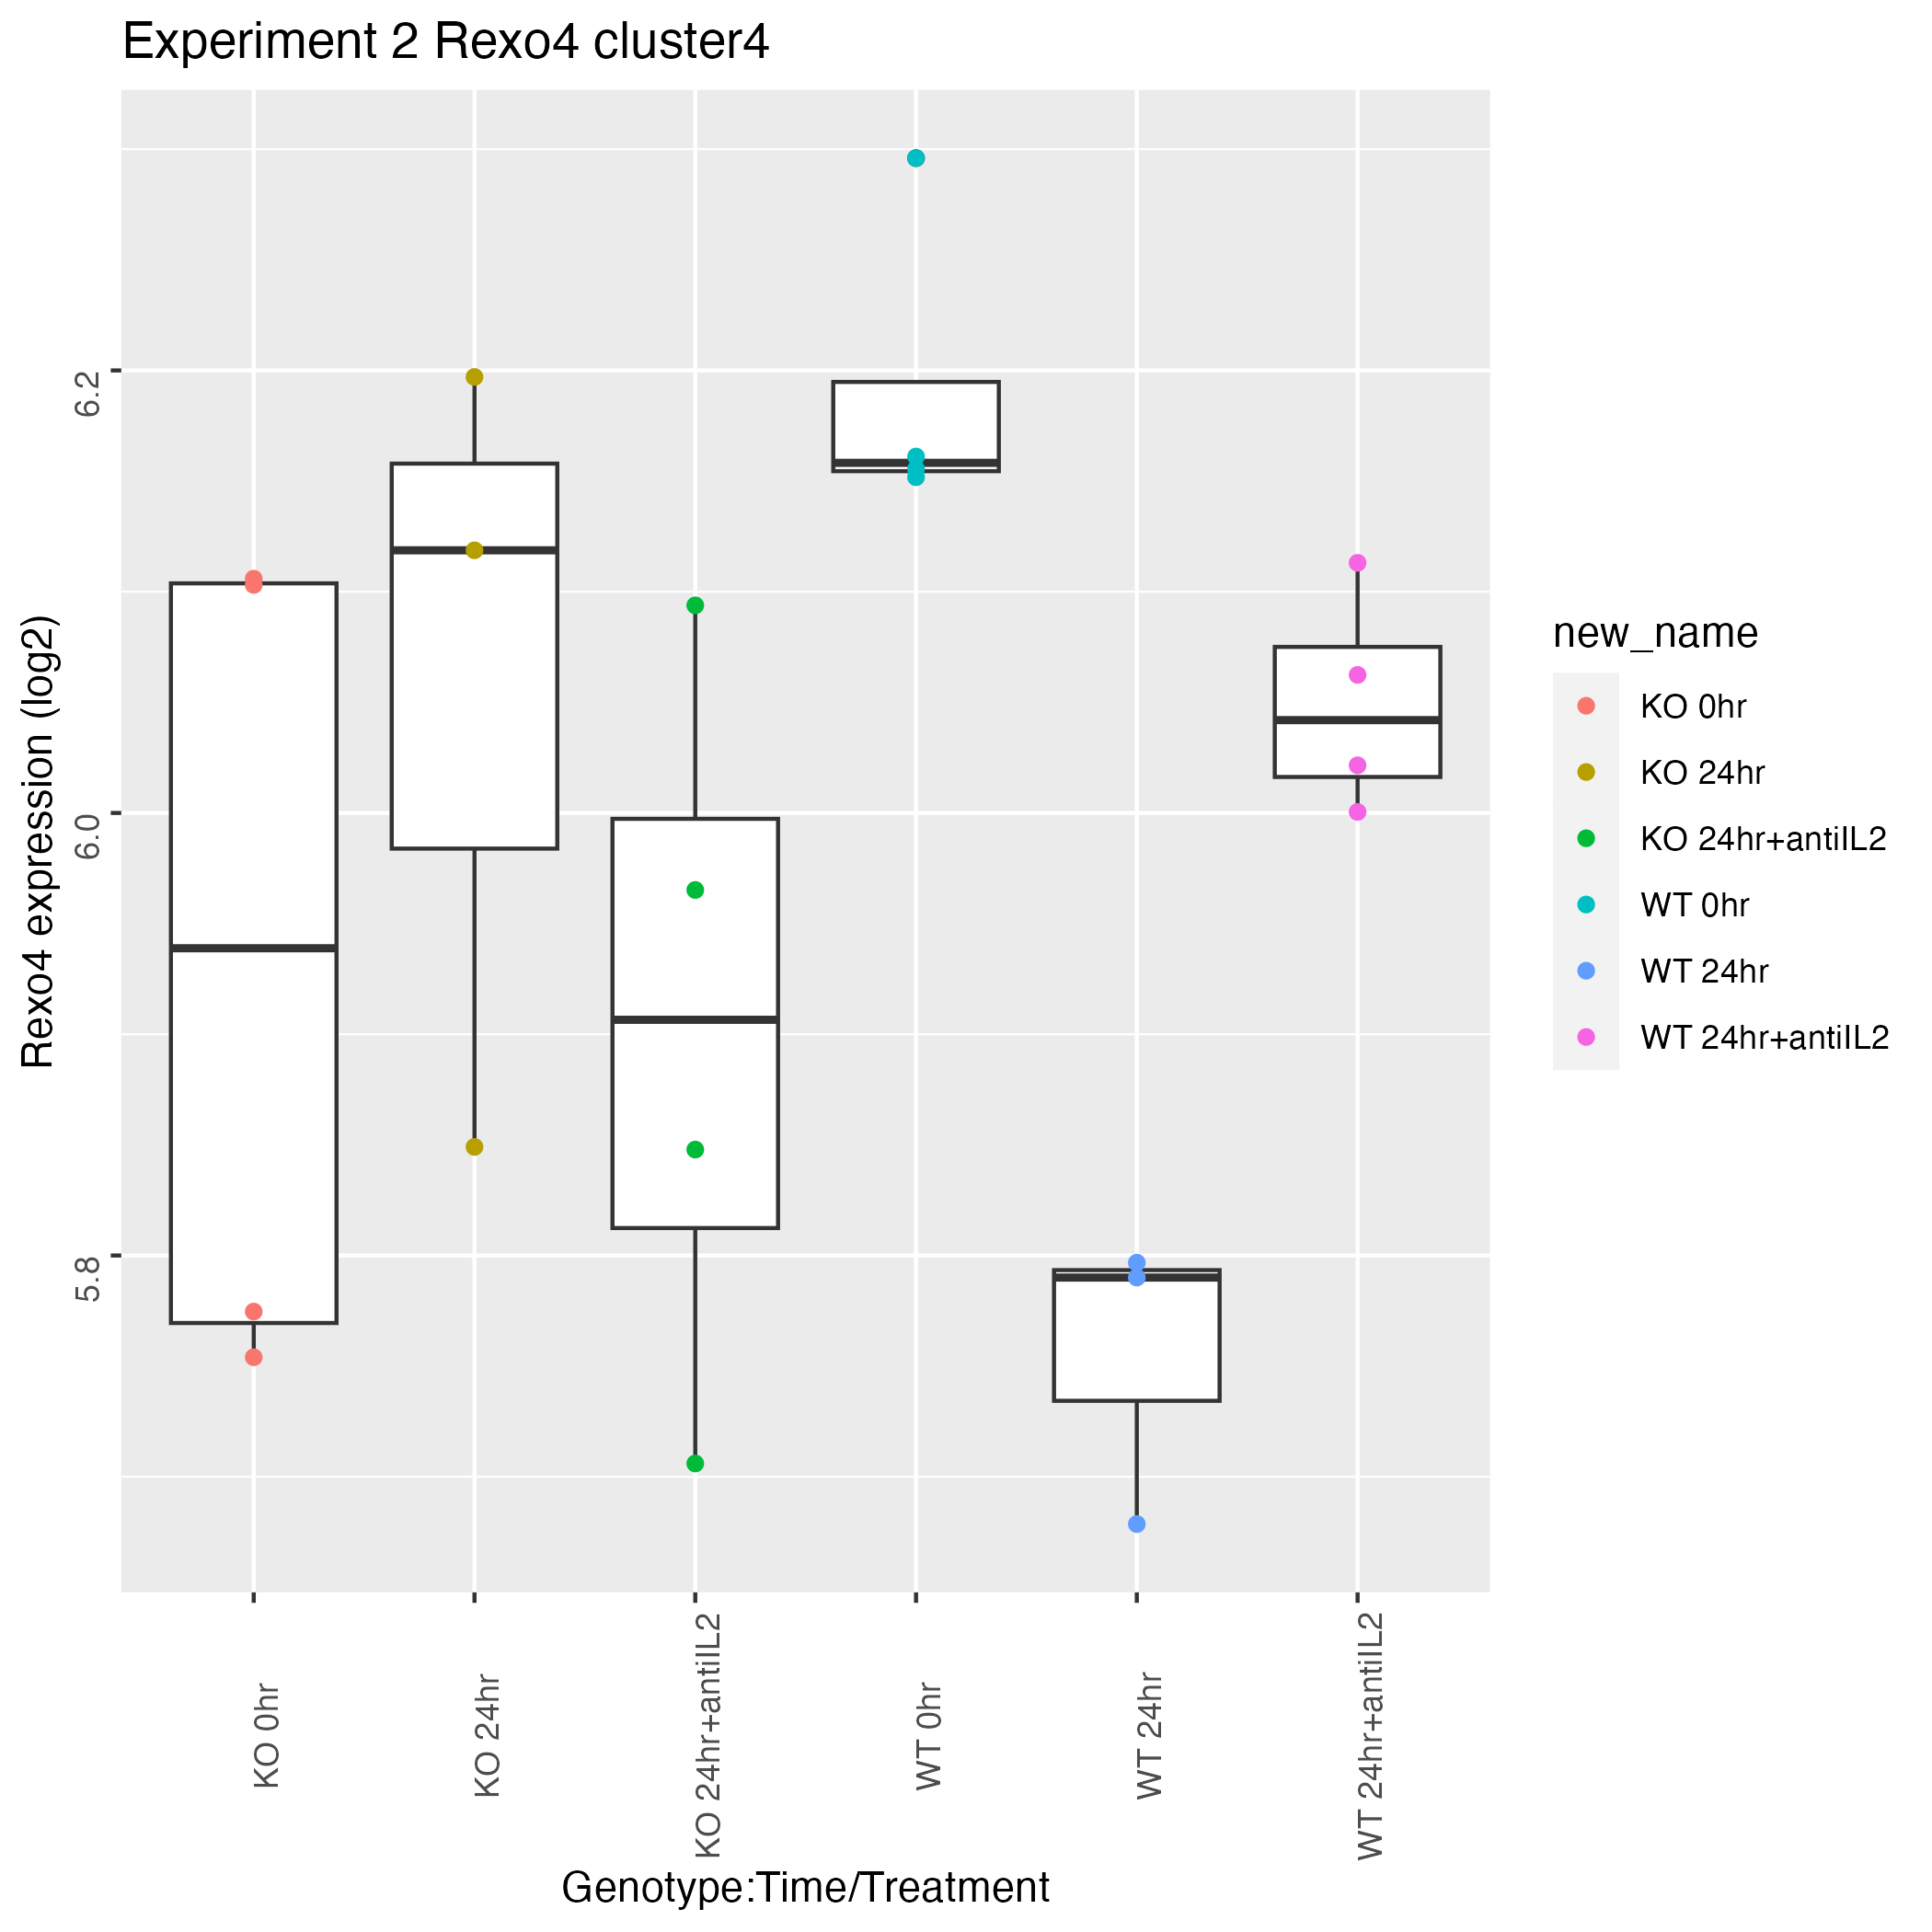 Experiment 2 Rexo4 cluster4
Rexo4 expression (log2)
6.2
6.0
5.8
KO 0hr
KO 24hr
KO 24hr+antiIL2
WT 0hr
WT 24hr
WT 24hr+antiIL2
Genotype:Time/Treatment
new_name
KO 0hr
KO 24hr
KO 24hr+antiIL2
WT 0hr
WT 24hr
WT 24hr+antiIL2